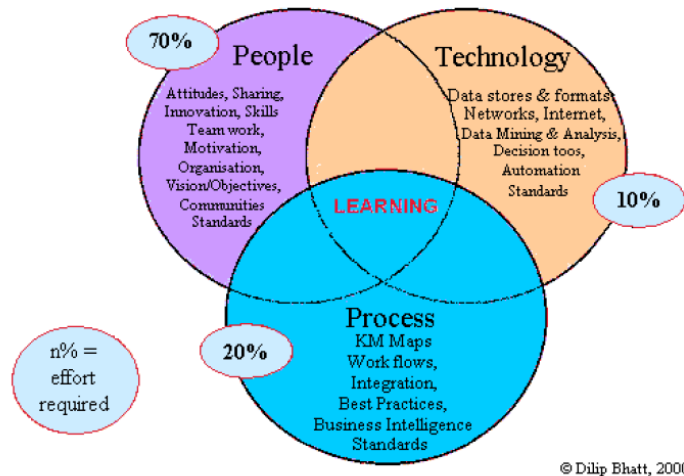 70%
People
Attitudes, Sharing,
Innovation, Skills
Team work,
Motivation,
Organisation,
Vision/Objectives,
Communities
Standards
Technology
Data stores & formats
Networks, Internet,
Data Mining & Analysis,
Decision toos,
Automation
Standards
10%
LEARNING
Process
KM Maps
Work flows,
Integration,
Best Practices,
Business Intelligence
Standards
20%
n% =
effort
required
© Dilip Bhatt, 2000